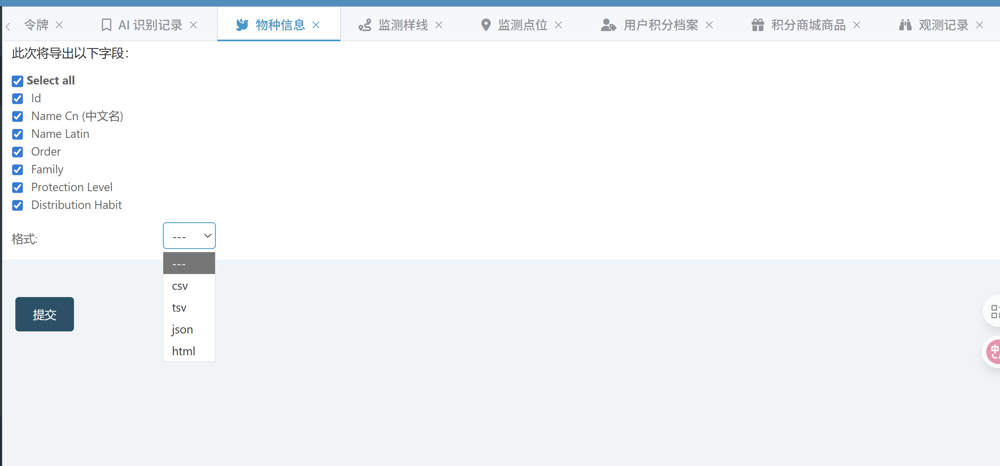 令牌
AI 识别记录
物种信息
监测样线
监测点位
用户积分档案
积分商城商品
观测记录
此次将导出以下字段：
Select all
Id
Name Cn (中文名)
Name Latin
Order
Family
Protection Level
Distribution Habit
格式:
---
---
csv
tsv
json
html
提交
中